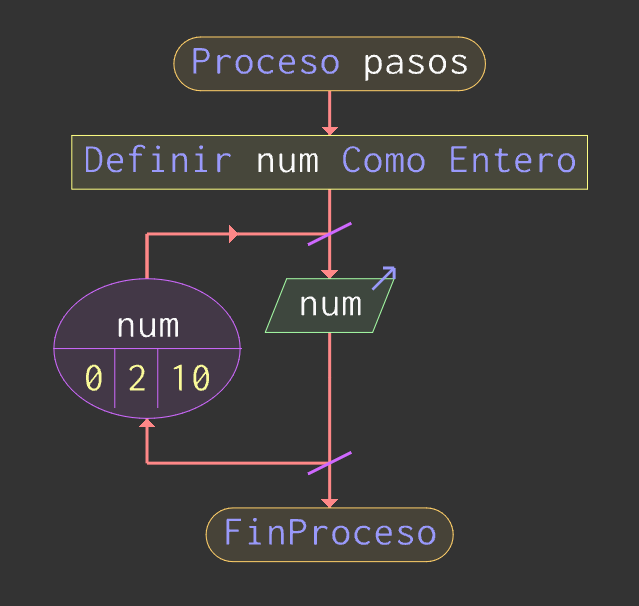 Proceso pasos
Definir num Como Entero
num
num
0 2 10
FinProceso